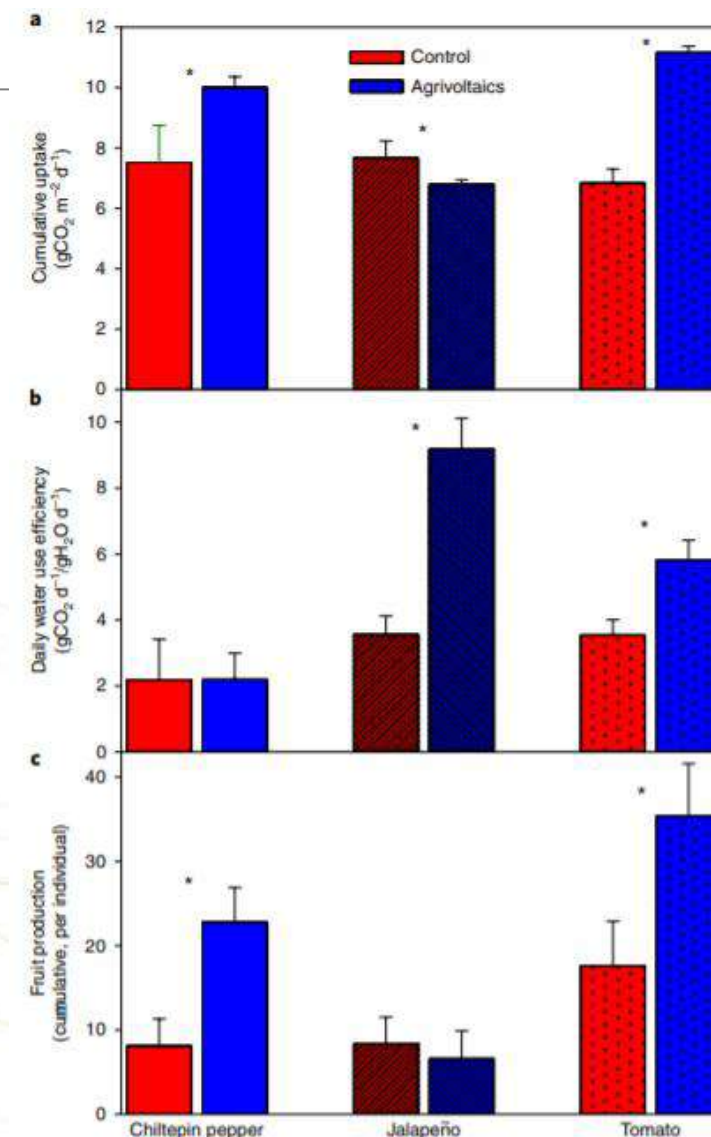 a
12
10
8
6
4
2
0
Cumulative uptake
(gCO₂ m⁻² d⁻¹)
Control
Agrivoltaics
*
*
*
b
10
8
6
4
2
0
Daily water use efficiency
(gCO₂ d⁻¹/gH₂O d⁻¹)
*
*
c
40
30
20
10
0
Fruit production
(cumulative, per individual)
*
*
Chiltepin pepper
Jalapeño
Tomato